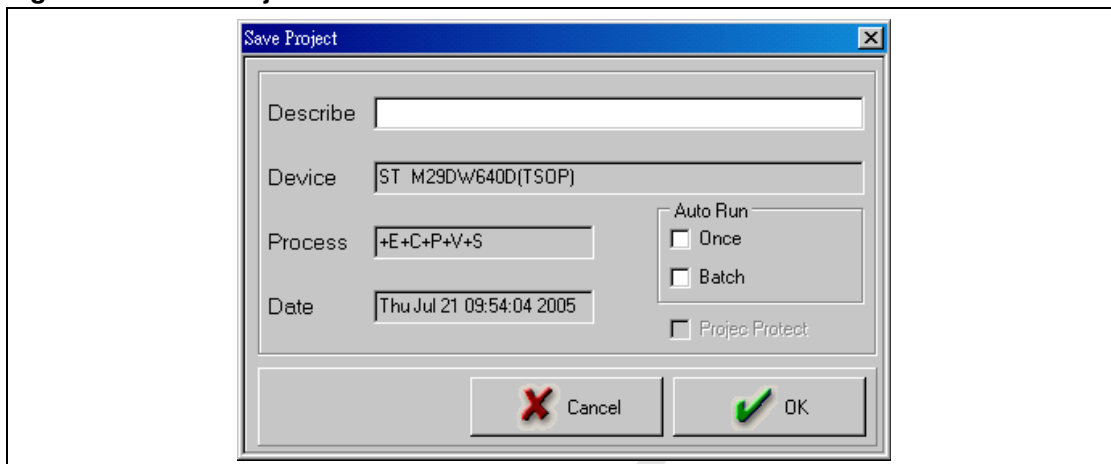 Save Project
Describe
Device ST M29DW640D(TSOP)
Auto Run
Process +E+C+P+V+S
Once
Batch
Date Thu Jul 21 09:54:04 2005
Projec Protect
Cancel
OK